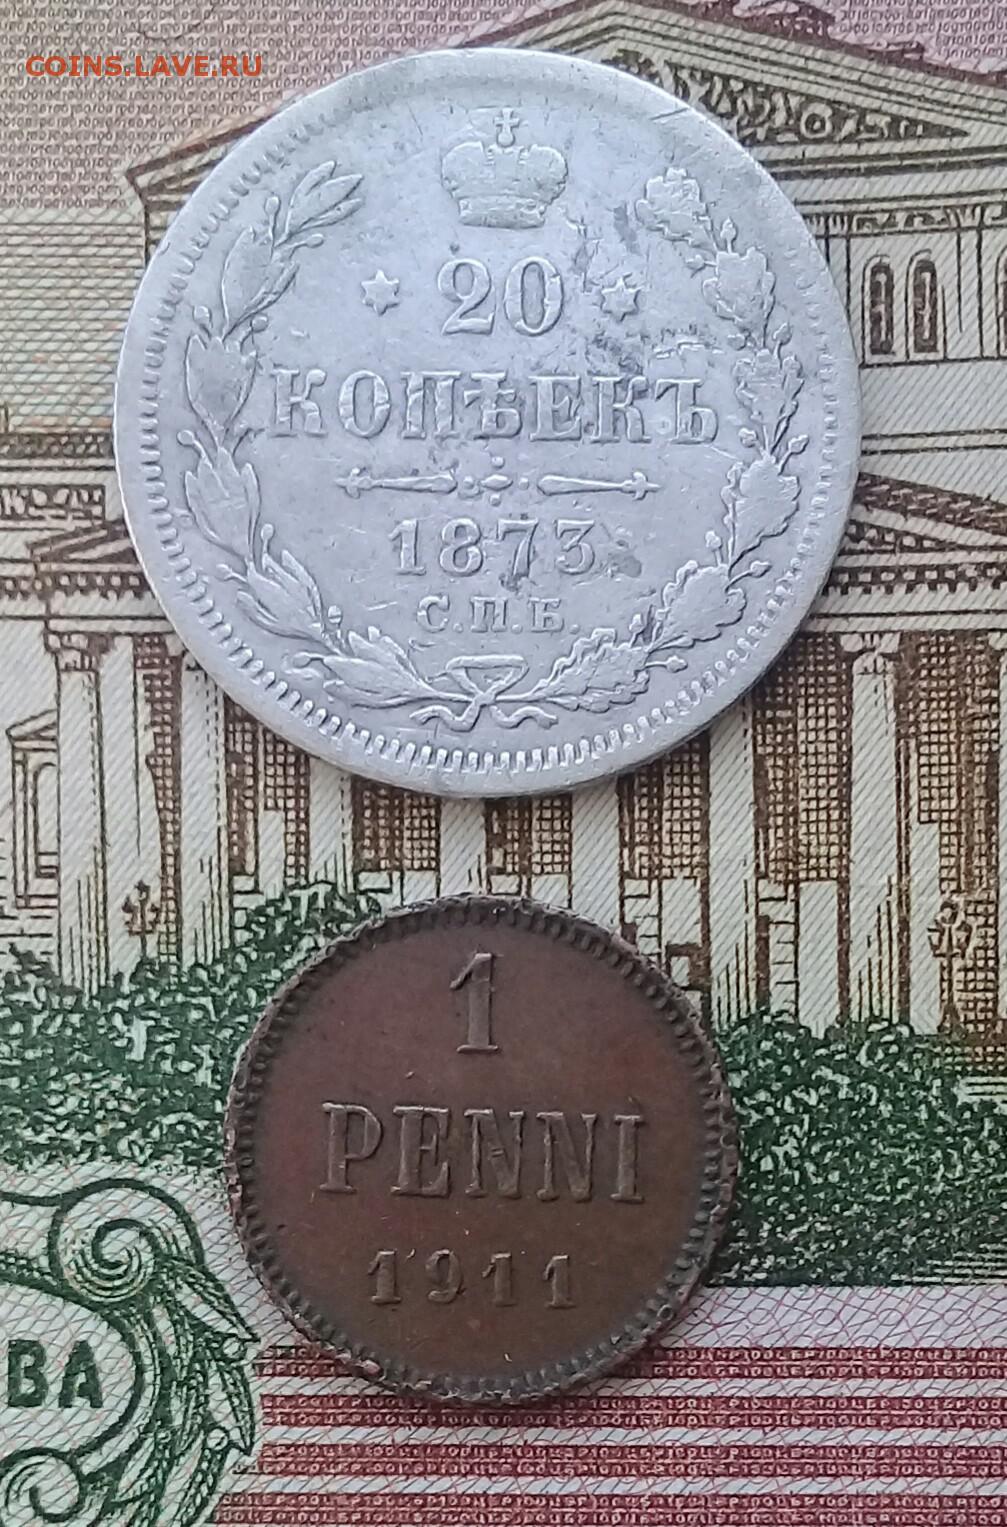 COINS.LAVE.RU
20
КОПѢЕКЪ
1873
С.П.Б.
1
PENNI
1911
ВА